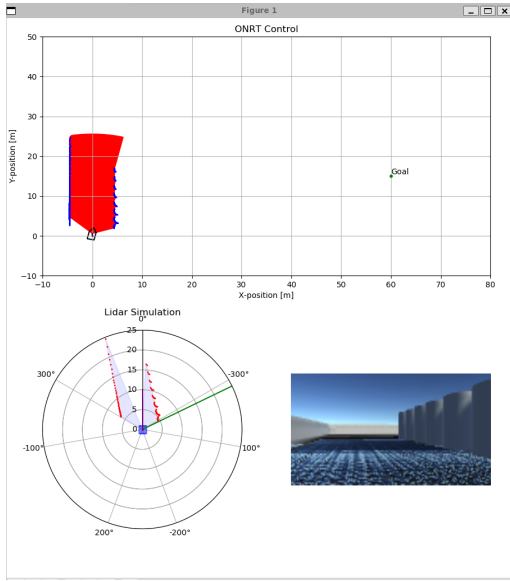 Figure 1
ONRT Control
50
40
30
20
10
0
−10
Y-position [m]
Goal
−10 0 10 20 30 40 50 60 70 80
X-position [m]
Lidar Simulation
0°
25
20
15
10
5
0
300°
-300°
-100°
100°
200°
-200°